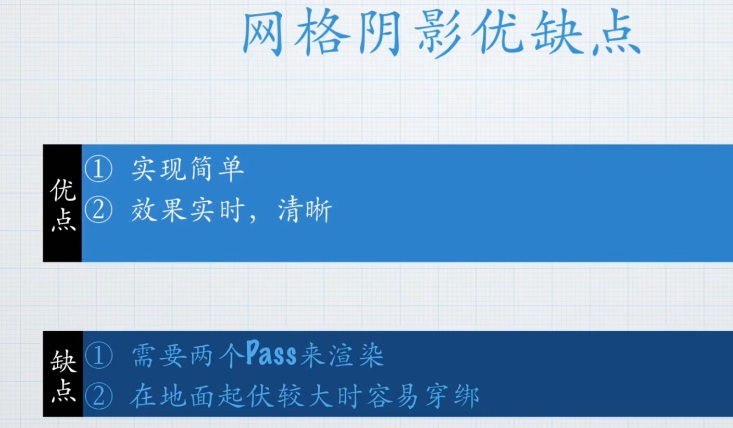 网格阴影优缺点
优点
① 实现简单
② 效果实时，清晰
缺点
① 需要两个Pass来渲染
② 在地面起伏较大时容易穿绑